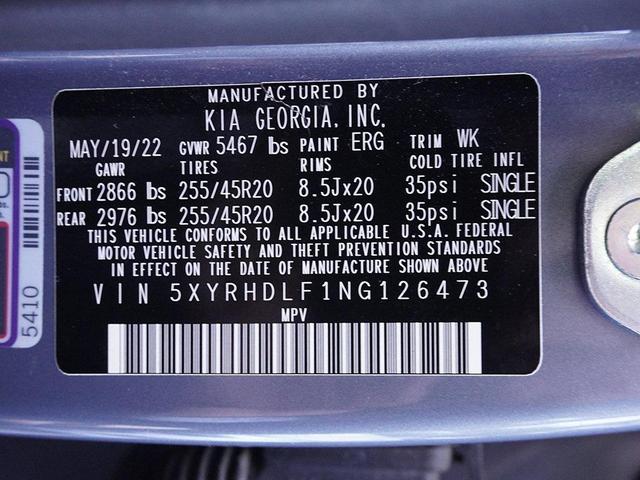 MANUFACTURED BY
KIA GEORGIA, INC.
MAY/19/22 GVWR 5467 lbs PAINT ERG TRIM WK
GAWR TIRES RIMS COLD TIRE INFL
FRONT 2866 lbs 255/45R20 8.5Jx20 35psi SINGLE
REAR 2976 lbs 255/45R20 8.5Jx20 35psi SINGLE
THIS VEHICLE CONFORMS TO ALL APPLICABLE U.S.A. FEDERAL
MOTOR VEHICLE SAFETY AND THEFT PREVENTION STANDARDS
IN EFFECT ON THE DATE OF MANUFACTURE SHOWN ABOVE
VIN 5XYRHDLF1NG126473
MPV
5410